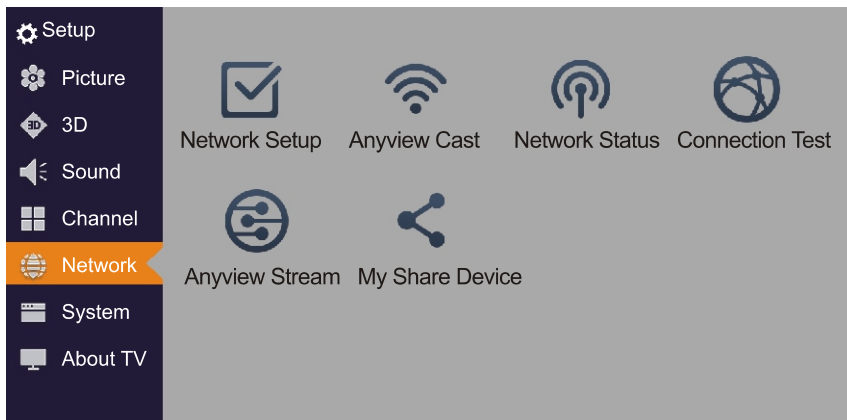 Setup
Picture
3D
3D
Sound
Channel
Network
System
About TV
Network Setup
Anyview Cast
Network Status
Connection Test
Anyview Stream
My Share Device